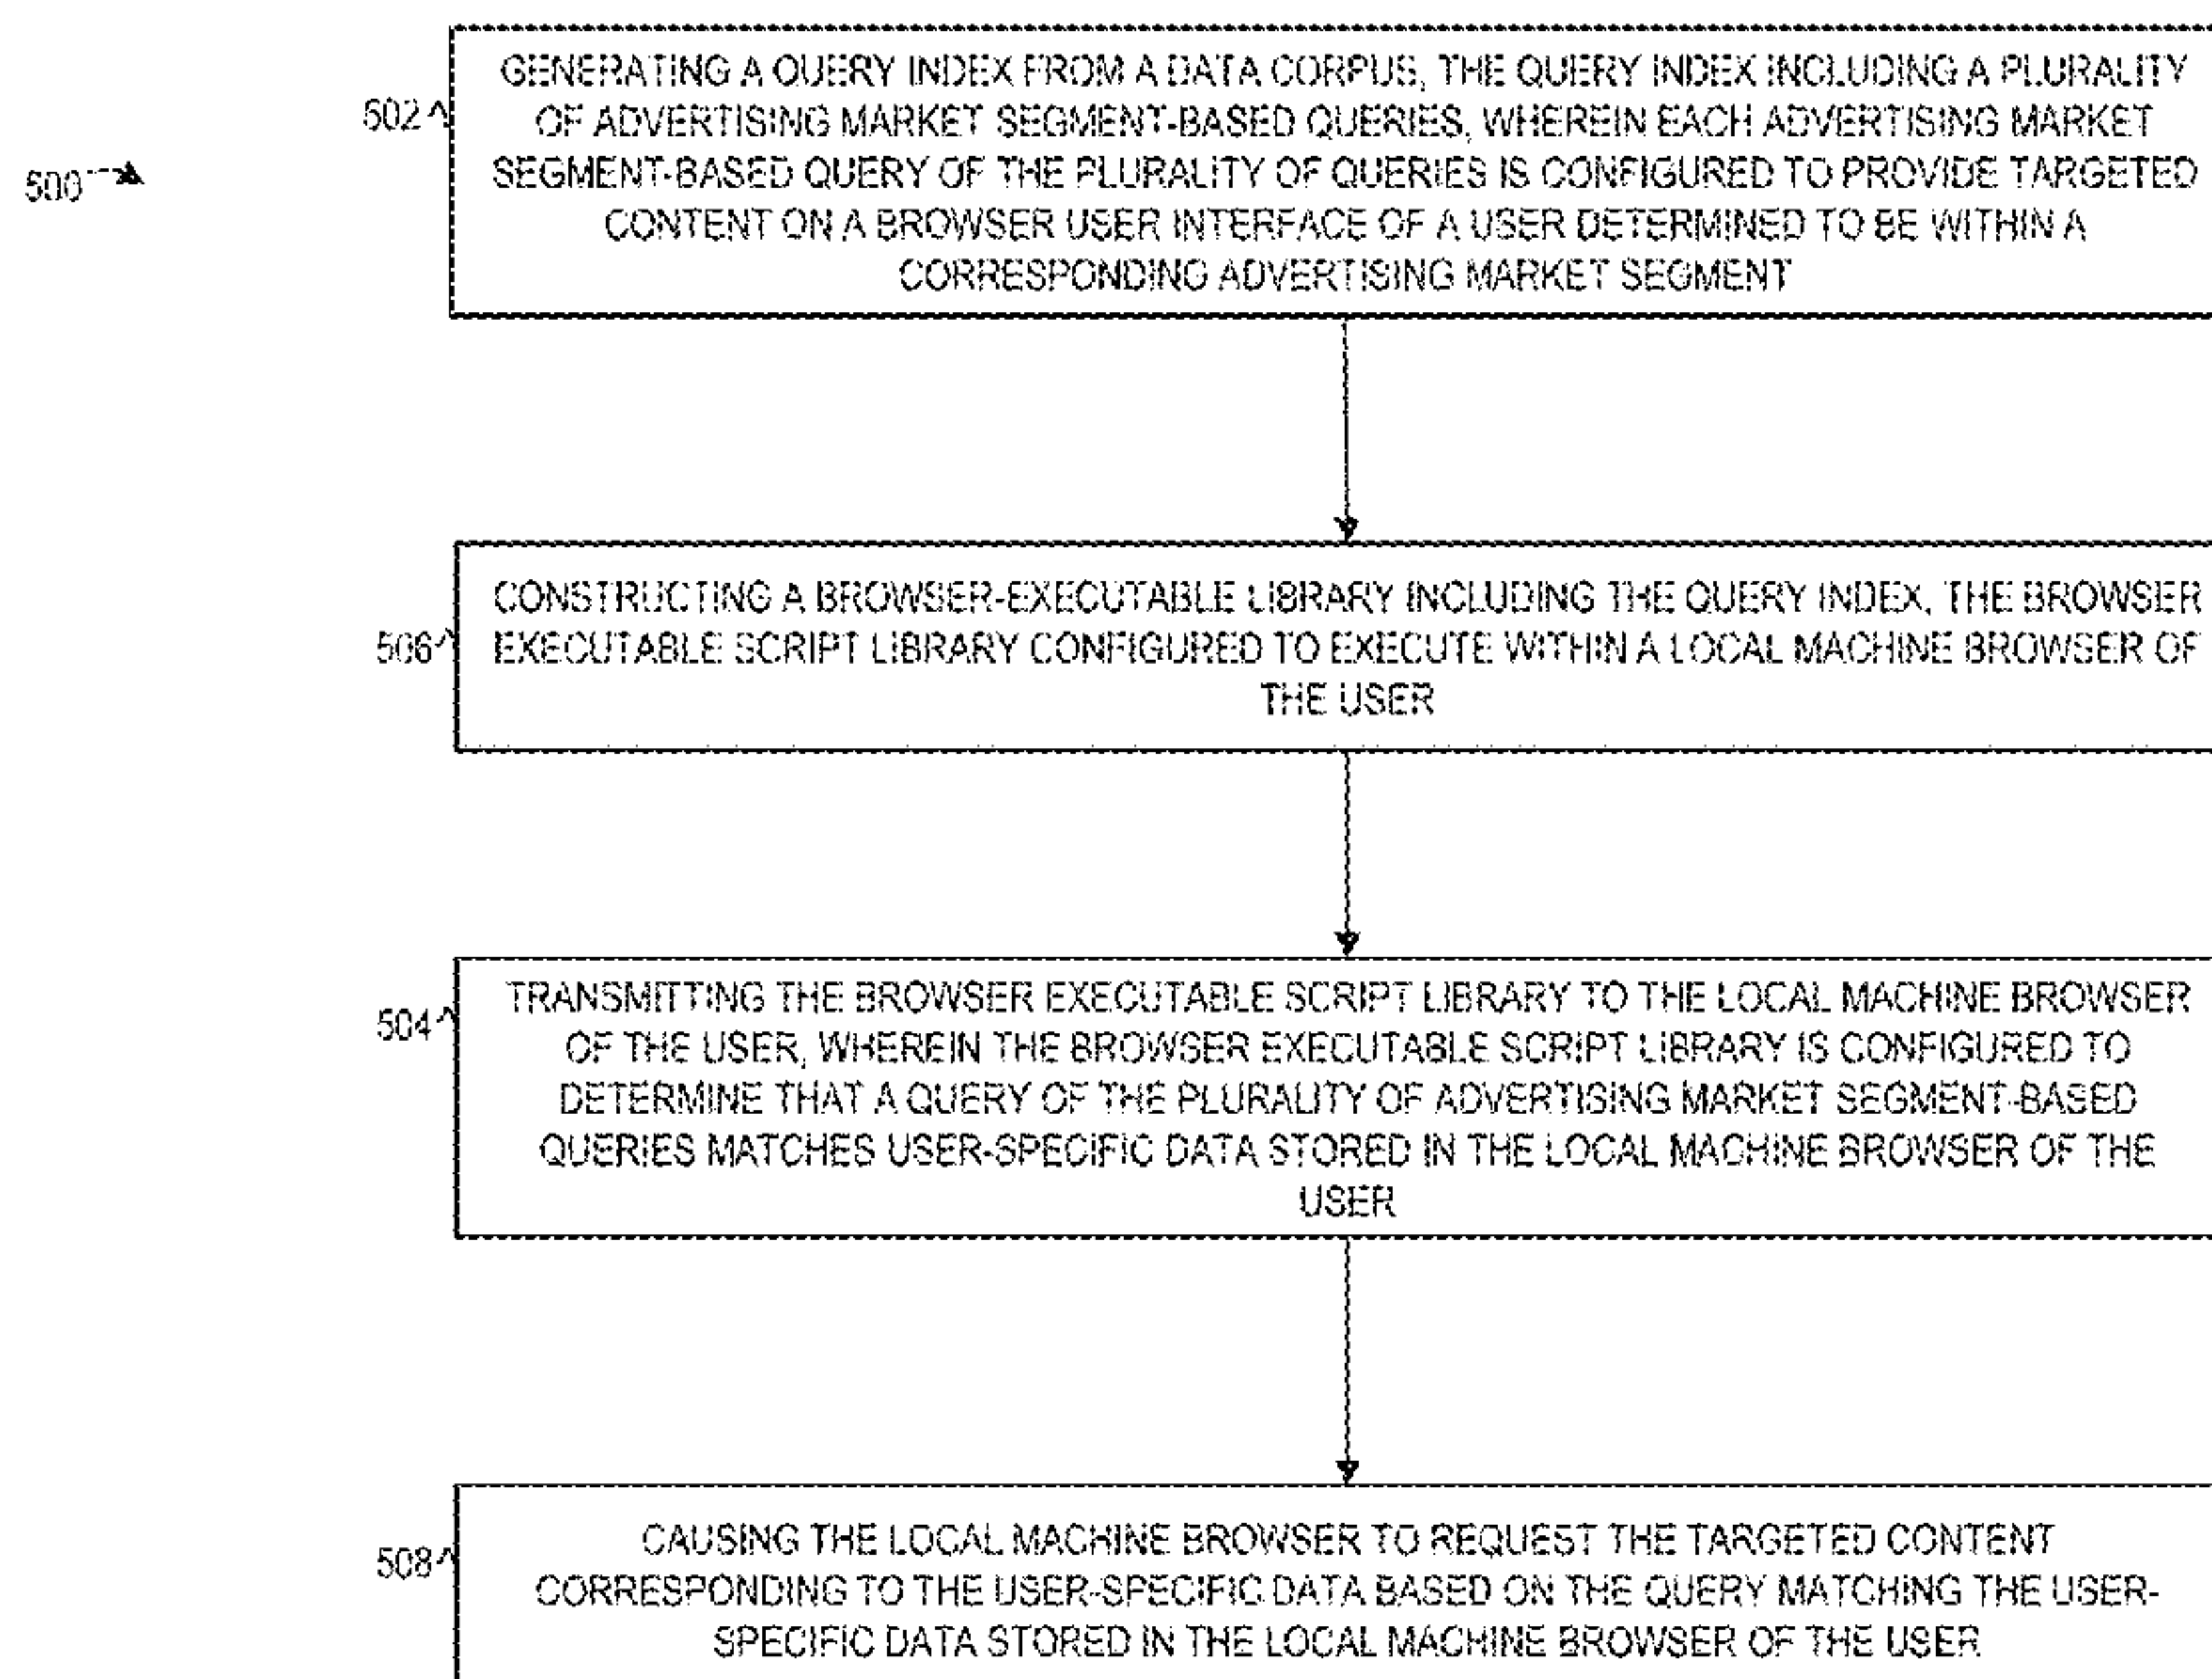 GENERATING A QUERY INDEX FROM A DATA CORPUS, THE QUERY INDEX INCLUDING A PLURALITY
502
OF ADVERTISING MARKET SEGMENT-BASED QUERIES, WHEREIN EACH ADVERTISING MARKET
500
SEGMENT-BASED QUERY OF THE PLURALITY OF QUERIES IS CONFIGURED TO PROVIDE TARGETED
CONTENT ON A BROWSER USER INTERFACE OF A USER DETERMINED TO BE WITHIN A
CORRESPONDING ADVERTISING MARKET SEGMENT
CONSTRUCTING A BROWSER-EXECUTABLE LIBRARY INCLUDING THE QUERY INDEX, THE BROWSER
506
EXECUTABLE SCRIPT LIBRARY CONFIGURED TO EXECUTE WITHIN A LOCAL MACHINE BROWSER OF
THE USER
TRANSMITTING THE BROWSER EXECUTABLE SCRIPT LIBRARY TO THE LOCAL MACHINE BROWSER
504
OF THE USER, WHEREIN THE BROWSER EXECUTABLE SCRIPT LIBRARY IS CONFIGURED TO
DETERMINE THAT A QUERY OF THE PLURALITY OF ADVERTISING MARKET SEGMENT-BASED
QUERIES MATCHES USER-SPECIFIC DATA STORED IN THE LOCAL MACHINE BROWSER OF THE
USER
CAUSING THE LOCAL MACHINE BROWSER TO REQUEST THE TARGETED CONTENT
508
CORRESPONDING TO THE USER-SPECIFIC DATA BASED ON THE QUERY MATCHING THE USER-
SPECIFIC DATA STORED IN THE LOCAL MACHINE BROWSER OF THE USER